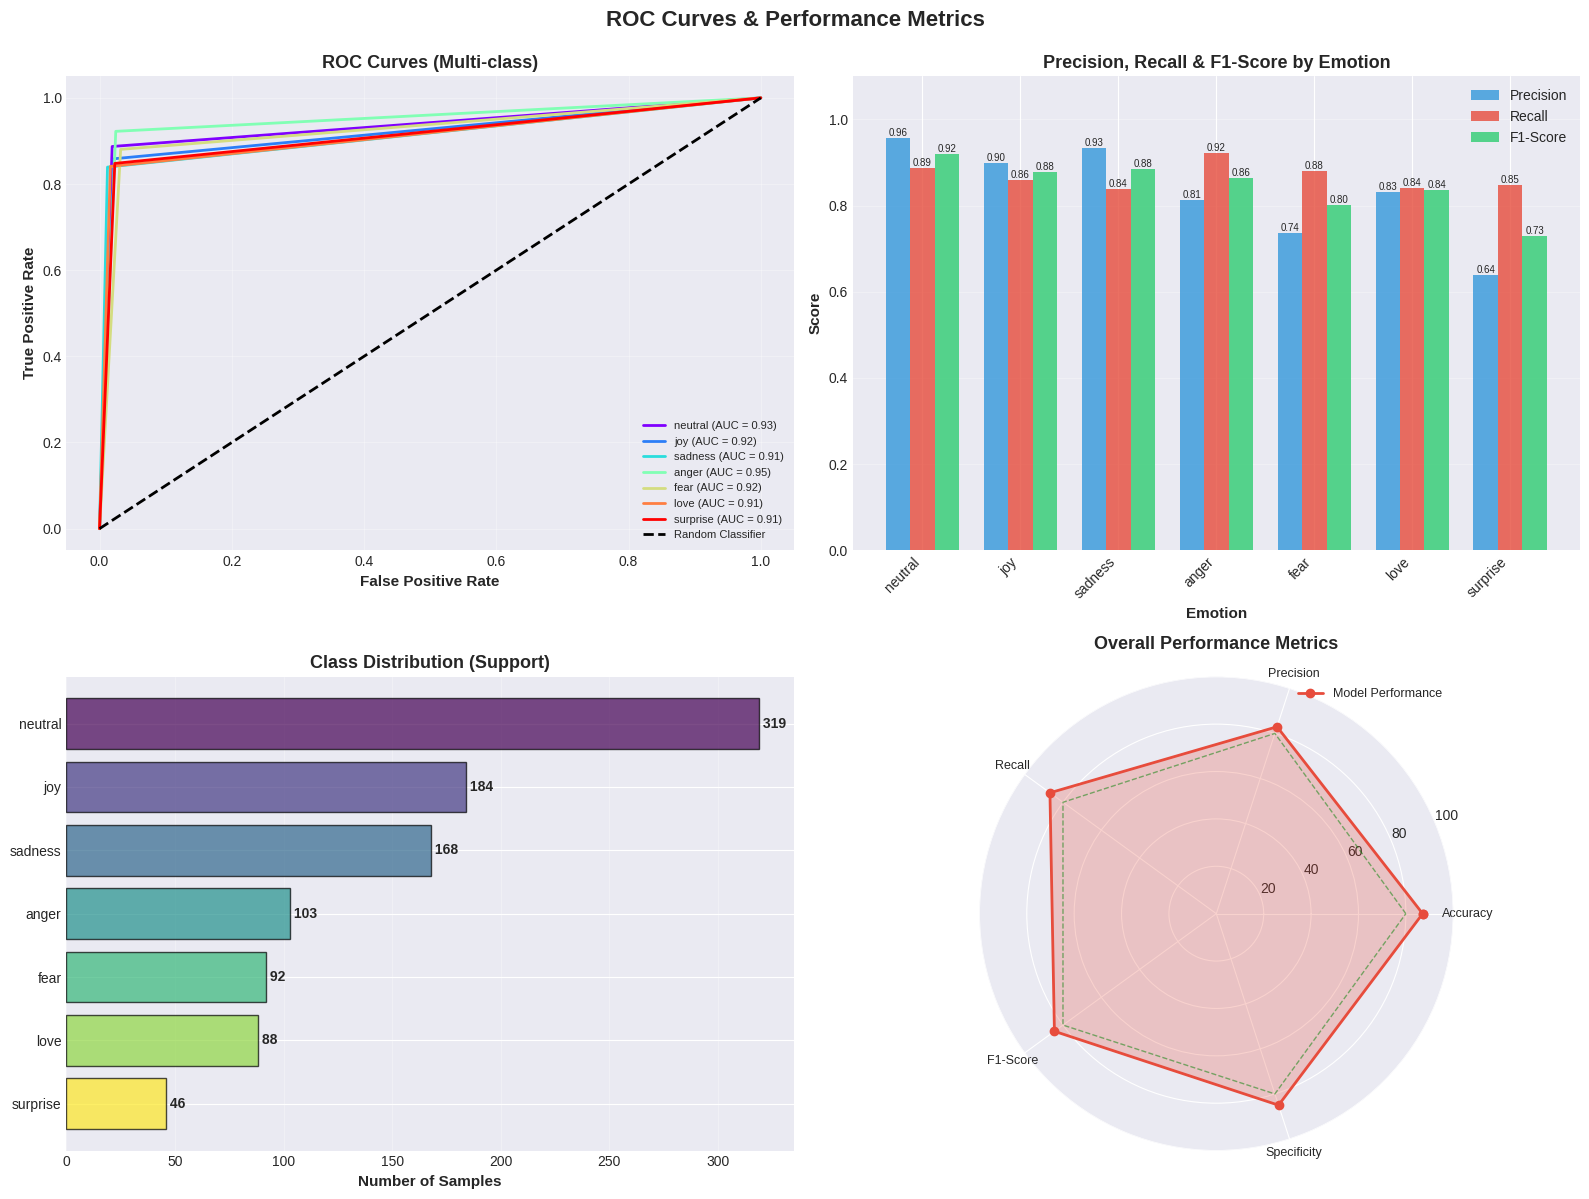 ROC Curves & Performance Metrics
ROC Curves (Multi-class)
True Positive Rate
1.0
0.8
0.6
0.4
0.2
0.0
0.0 0.2 0.4 0.6 0.8 1.0
False Positive Rate
neutral (AUC = 0.93)
joy (AUC = 0.92)
sadness (AUC = 0.91)
anger (AUC = 0.95)
fear (AUC = 0.92)
love (AUC = 0.91)
surprise (AUC = 0.91)
Random Classifier
Precision, Recall & F1-Score by Emotion
Score
1.0
0.8
0.6
0.4
0.2
0.0
Precision
Recall
F1-Score
0.96 0.89 0.92
0.90 0.86 0.88
0.93 0.84 0.88
0.81 0.92 0.86
0.74 0.88 0.80
0.83 0.84 0.84
0.64 0.85 0.73
neutral joy sadness anger fear love surprise
Emotion
Class Distribution (Support)
neutral 319
joy 184
sadness 168
anger 103
fear 92
love 88
surprise 46
0 50 100 150 200 250 300
Number of Samples
Overall Performance Metrics
Precision
Model Performance
Recall
100
80
60
40
20
Accuracy
F1-Score
Specificity